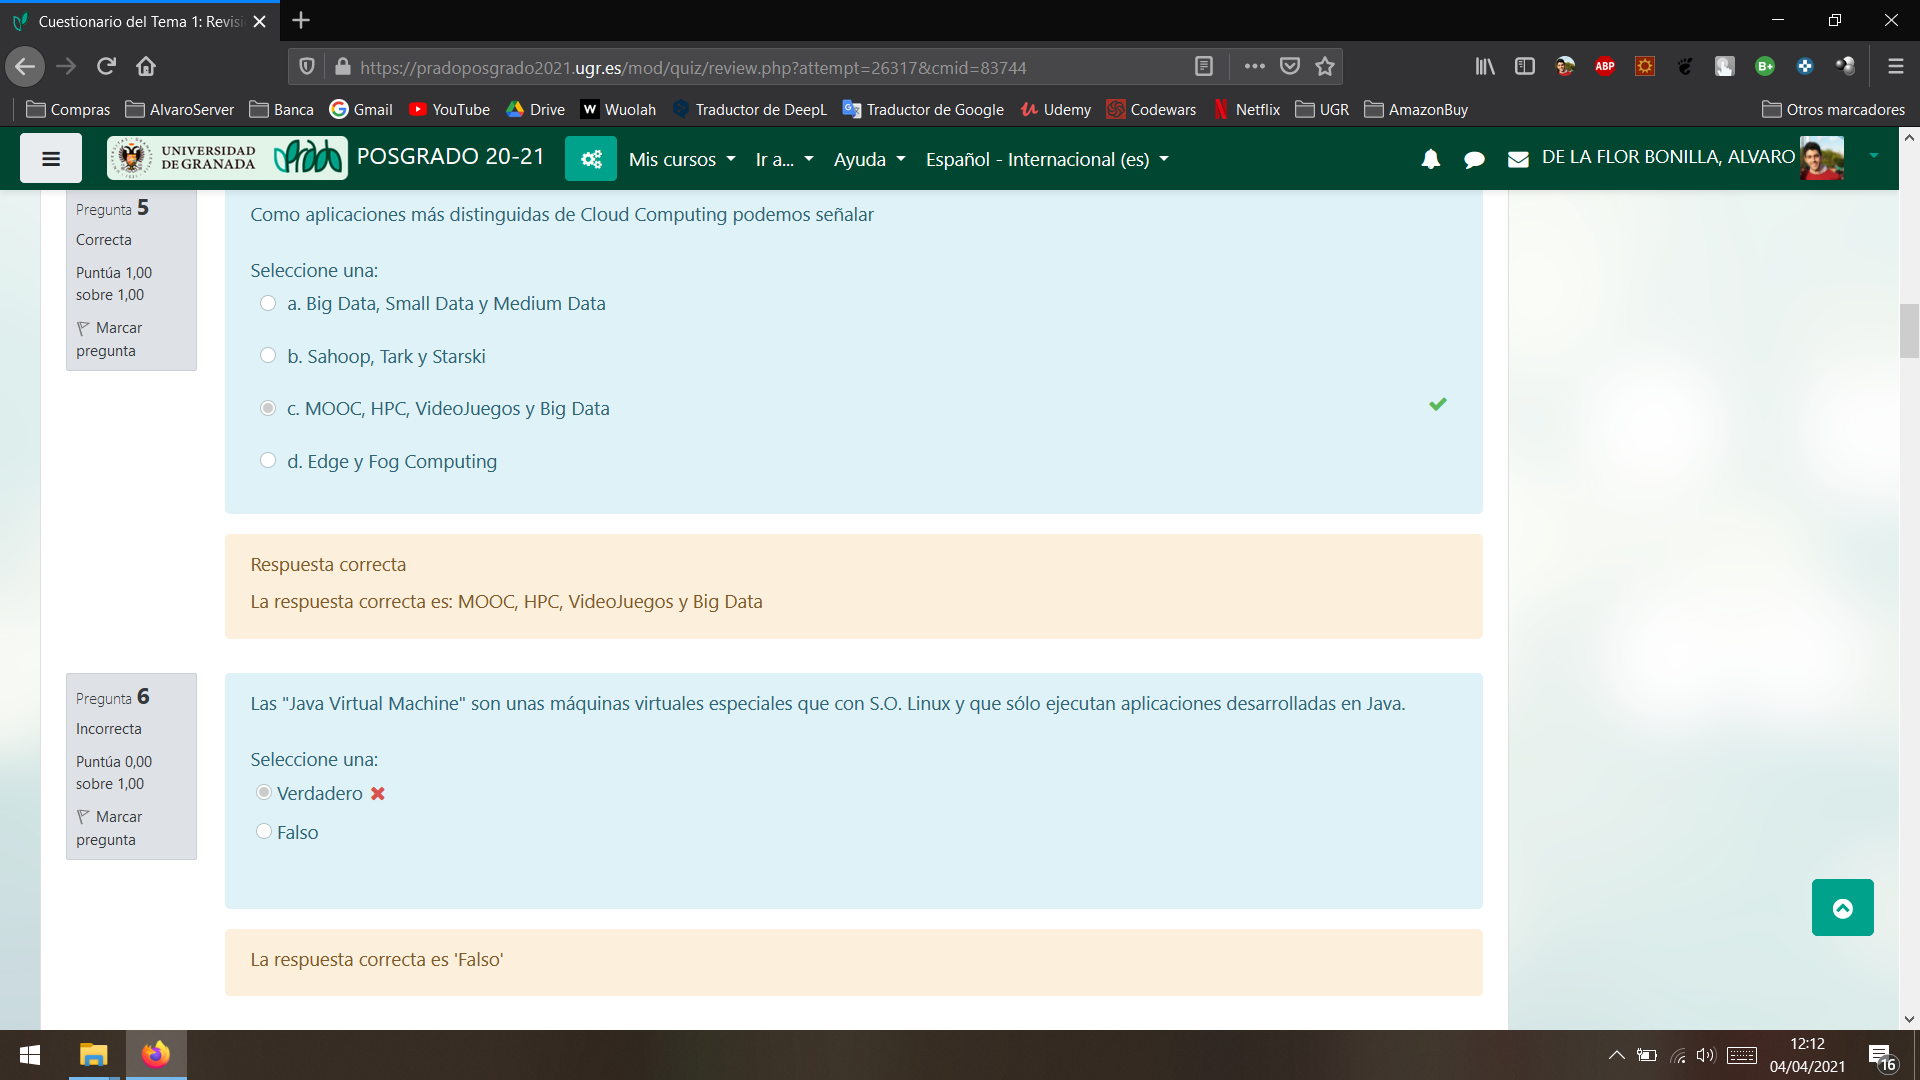 Cuestionario del Tema 1: Revisi
https://pradoposgrado2021.ugr.es/mod/quiz/review.php?attempt=26317&cmid=83744
ABP
B+
Compras
AlvaroServer
Banca
Gmail
YouTube
Drive
W Wuolah
Traductor de DeepL
Traductor de Google
Udemy
Codewars
Netflix
UGR
AmazonBuy
Otros marcadores
UNIVERSIDAD
DE GRANADA
Prado
POSGRADO 20-21
Mis cursos
Ir a...
Ayuda
Español - Internacional (es)
DE LA FLOR BONILLA, ALVARO
Pregunta 5
Correcta
Puntúa 1,00
sobre 1,00
Marcar
pregunta
Como aplicaciones más distinguidas de Cloud Computing podemos señalar
Seleccione una:
a. Big Data, Small Data y Medium Data
b. Sahoop, Tark y Starski
c. MOOC, HPC, VideoJuegos y Big Data
d. Edge y Fog Computing
Respuesta correcta
La respuesta correcta es: MOOC, HPC, VideoJuegos y Big Data
Pregunta 6
Incorrecta
Puntúa 0,00
sobre 1,00
Marcar
pregunta
Las "Java Virtual Machine" son unas máquinas virtuales especiales que con S.O. Linux y que sólo ejecutan aplicaciones desarrolladas en Java.
Seleccione una:
Verdadero
Falso
La respuesta correcta es 'Falso'
12:12
04/04/2021
16